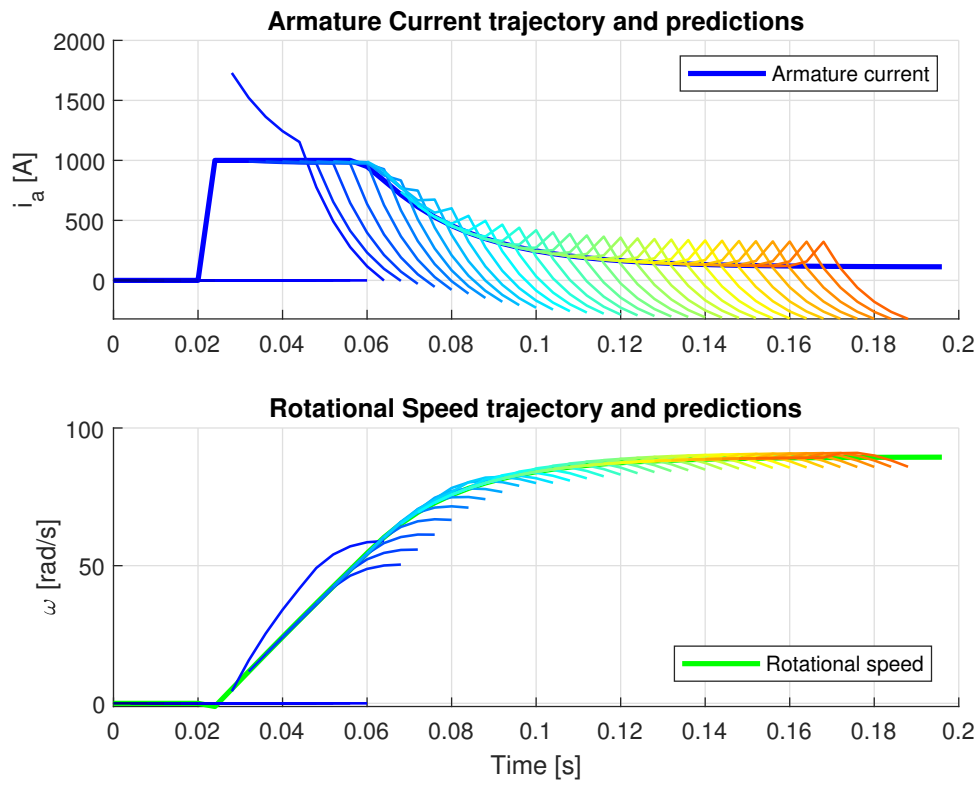 Armature Current trajectory and predictions
2000
1500
1000
500
0
i_a [A]
Armature current
0 0.02 0.04 0.06 0.08 0.1 0.12 0.14 0.16 0.18 0.2
Rotational Speed trajectory and predictions
100
50
0
ω [rad/s]
Rotational speed
0 0.02 0.04 0.06 0.08 0.1 0.12 0.14 0.16 0.18 0.2
Time [s]